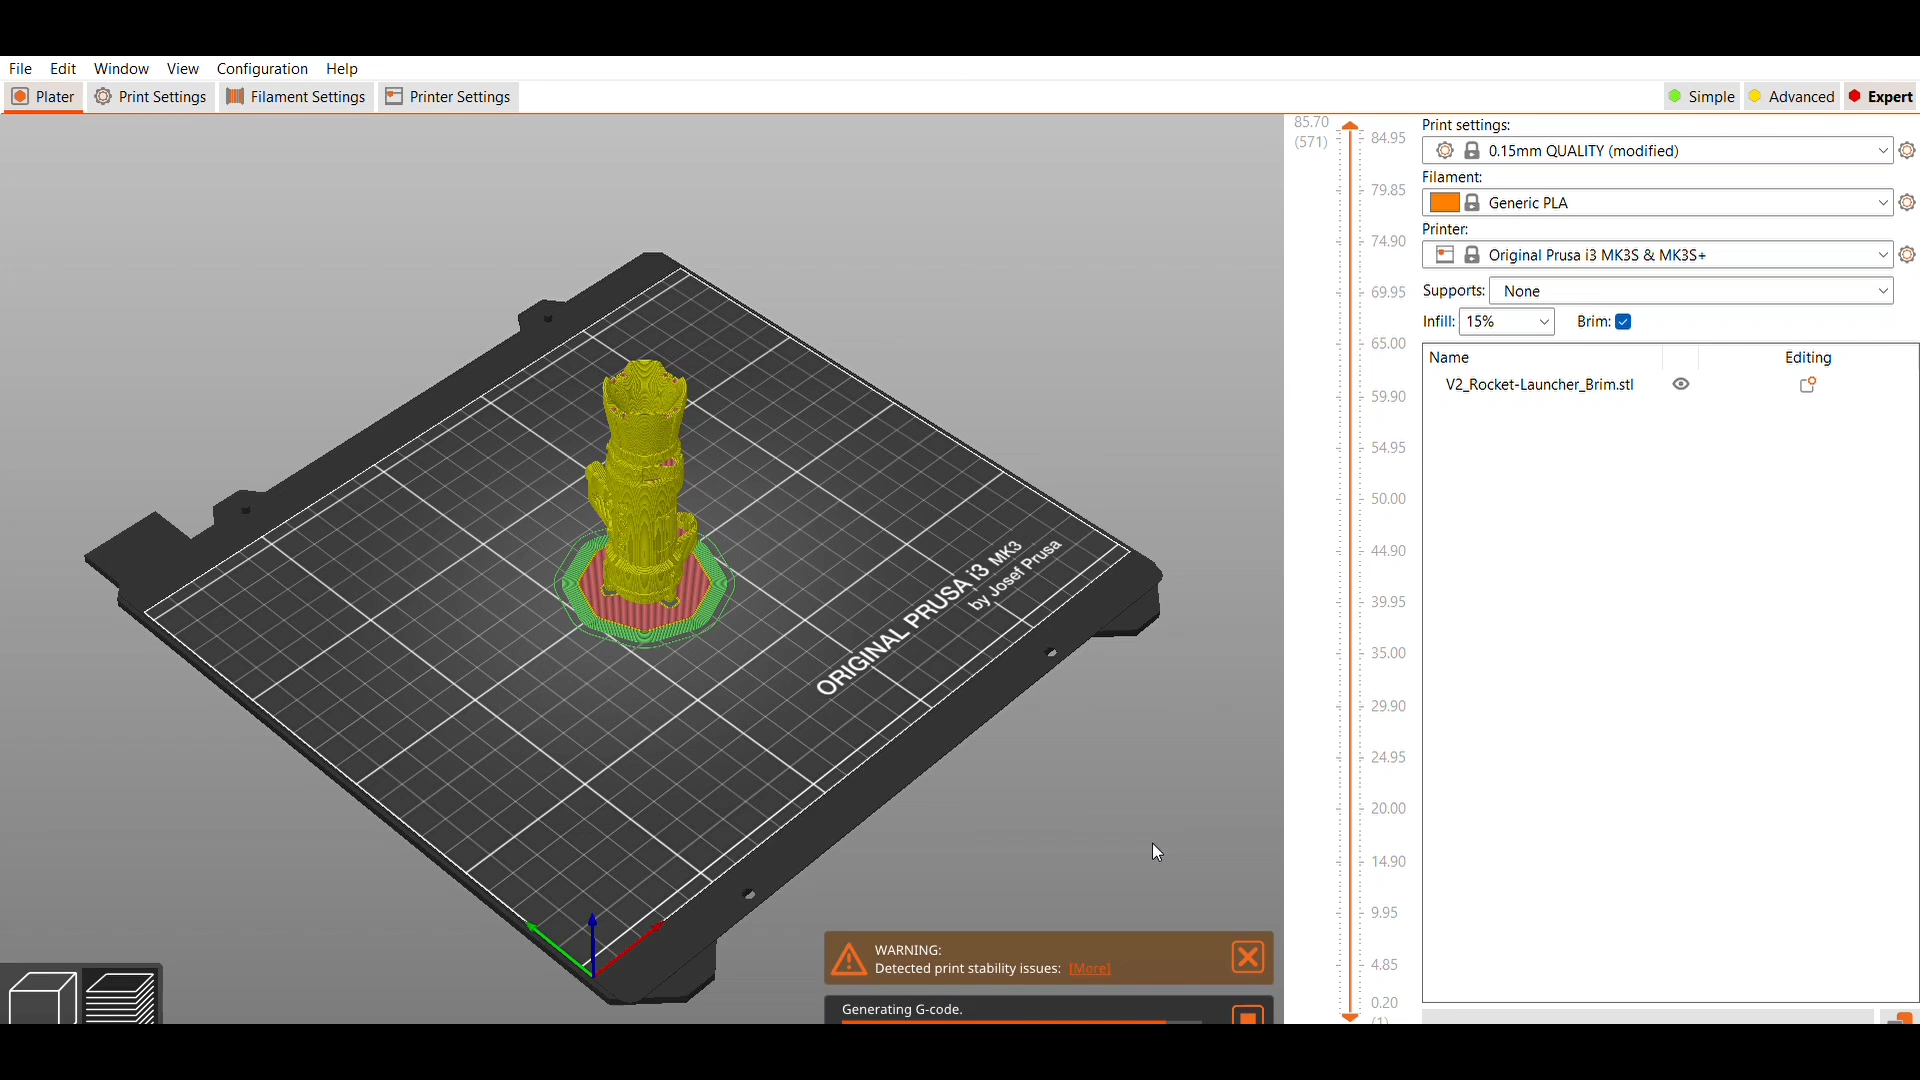 File Edit Window View Configuration Help
Plater Print Settings Filament Settings Printer Settings Simple Advanced Expert
85.70
(571)
84.95
79.85
74.90
69.95
65.00
59.90
54.95
50.00
44.90
39.95
35.00
29.90
24.95
20.00
14.90
9.95
4.85
0.20
(1)
Print settings:
0.15mm QUALITY (modified)
Filament:
Generic PLA
Printer:
Original Prusa i3 MK3S & MK3S+
Supports: None
Infill: 15% Brim:
Name Editing
V2_Rocket-Launcher_Brim.stl
ORIGINAL PRUSA i3 MK3
by Josef Prusa
WARNING:
Detected print stability issues: [More]
Generating G-code.